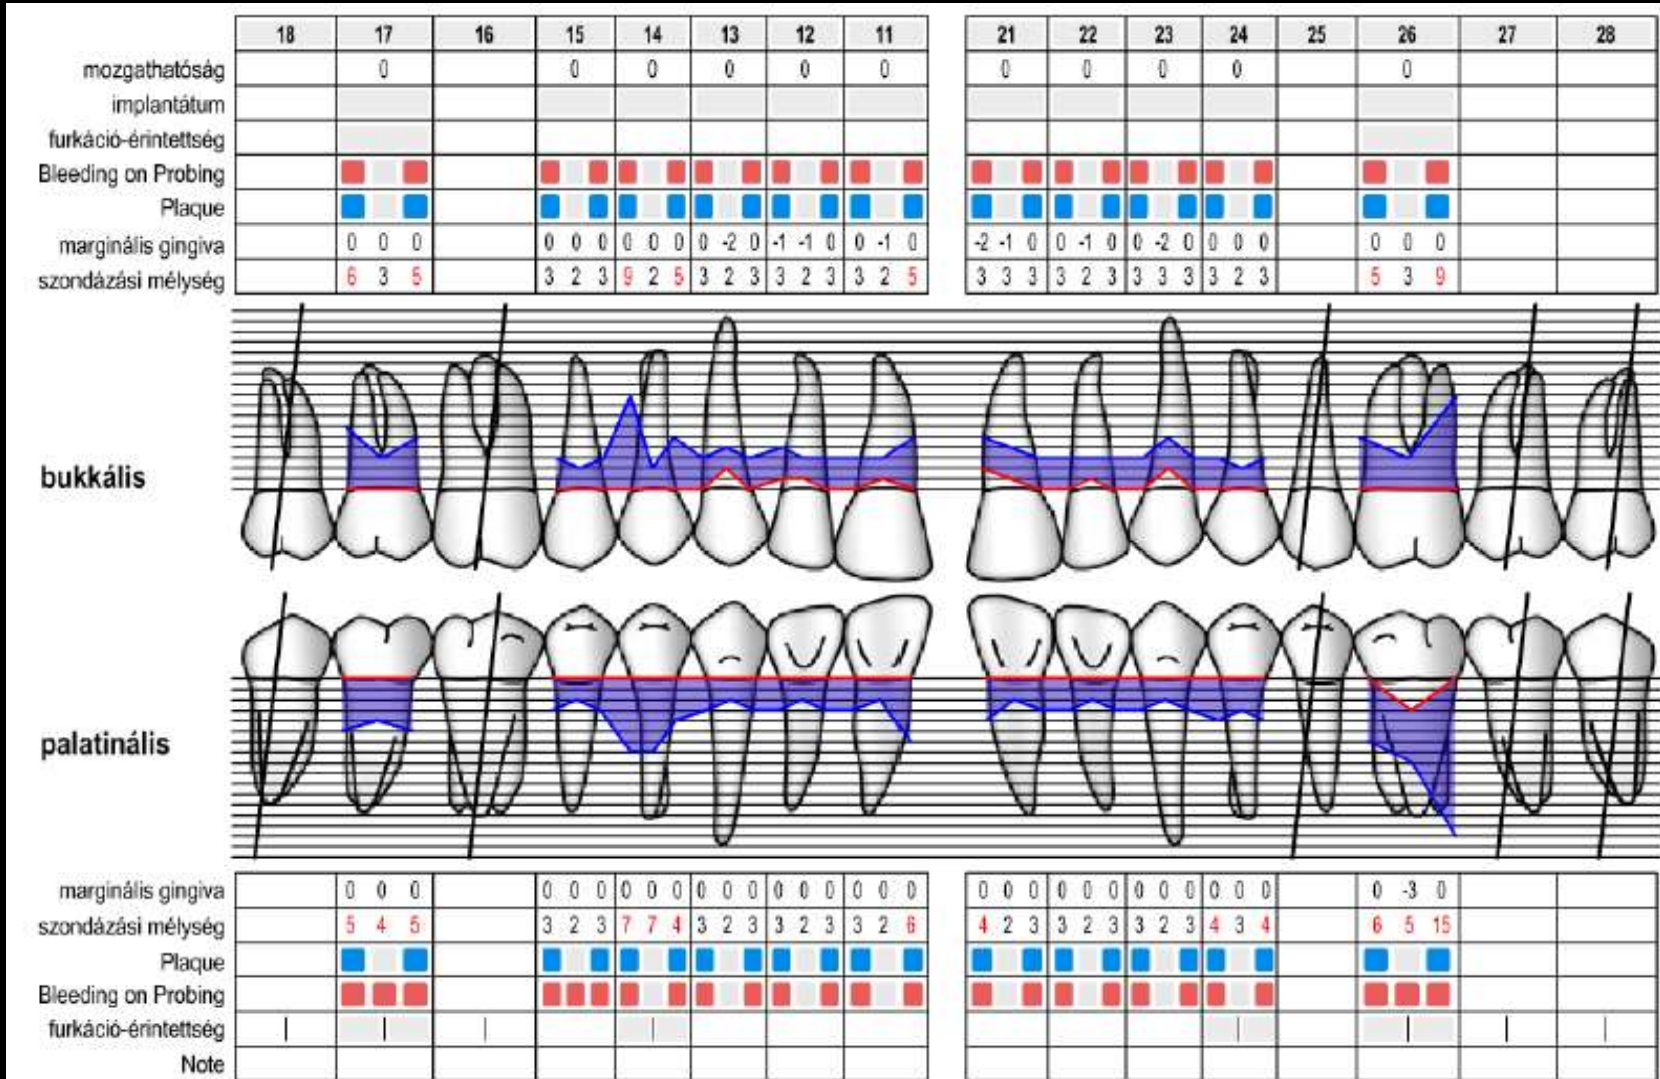 18 17 16 15 14 13 12 11 21 22 23 24 25 26 27 28
mozgathatóság 0 0 0 0 0 0 0 0 0 0 0
implantátum
furkáció-érintettség
Bleeding on Probing
Plaque
marginális gingiva 0 0 0 0 0 0 0 0 0 0 -2 0 -1 -1 0 0 -1 0 -2 -1 0 0 -1 0 0 -2 0 0 0 0 0 0 0
szondázási mélység 6 3 5 3 2 3 9 2 5 3 2 3 3 2 3 3 2 5 3 3 3 3 2 3 3 3 3 3 2 3 5 3 9
bukkális
palatinális
marginális gingiva 0 0 0 0 0 0 0 0 0 0 0 0 0 0 0 0 0 0 0 0 0 0 0 0 0 0 0 0 0 0 0 -3 0
szondázási mélység 5 4 5 3 2 3 7 7 4 3 2 3 3 2 3 3 2 6 4 2 3 3 2 3 3 2 3 4 3 4 6 5 15
Plaque
Bleeding on Probing
furkáció-érintettség
Note